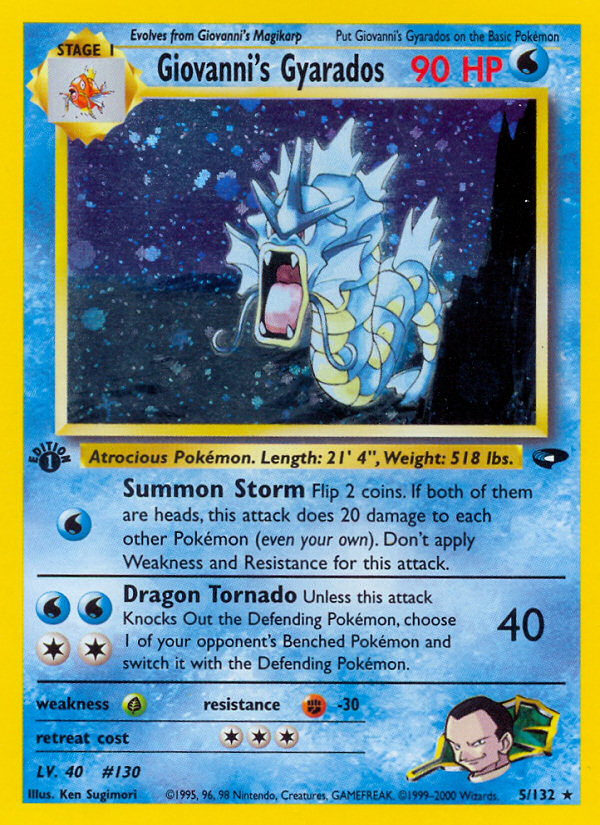 Evolves from Giovanni's Magikarp Put Giovanni's Gyarados on the Basic Pokémon
STAGE 1
Giovanni's Gyarados 90 HP
EDITION 1
Atrocious Pokémon. Length: 21' 4", Weight: 518 lbs.
Summon Storm Flip 2 coins. If both of them
are heads, this attack does 20 damage to each
other Pokémon (even your own). Don't apply
Weakness and Resistance for this attack.
Dragon Tornado Unless this attack
Knocks Out the Defending Pokémon, choose
1 of your opponent's Benched Pokémon and
switch it with the Defending Pokémon.
40
weakness resistance -30
retreat cost
LV. 40 #130
Illus. Ken Sugimori ©1995, 96, 98 Nintendo, Creatures, GAMEFREAK. ©1999-2000 Wizards. 5/132 ★